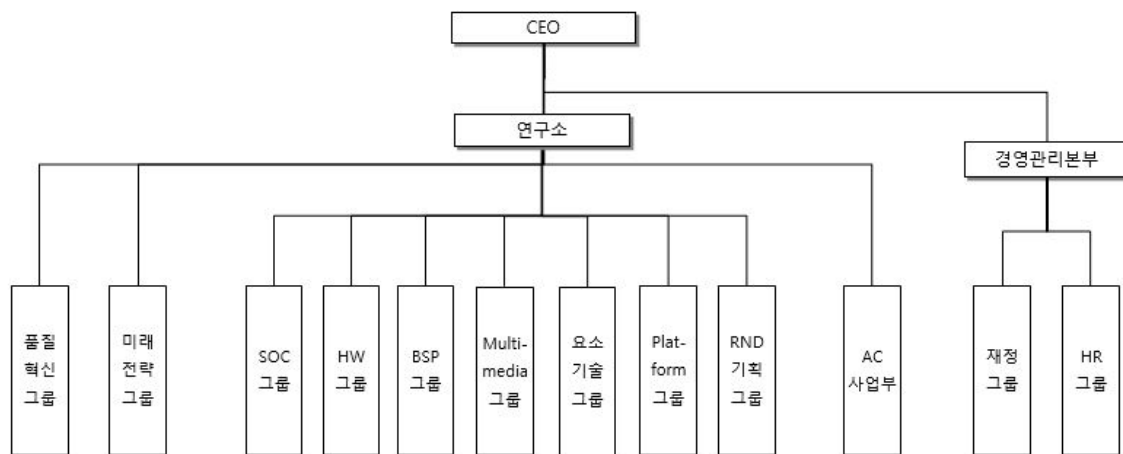 CEO
연구소
경영관리본부
품질
혁신
그룹
미래
전략
그룹
SOC
그룹
HW
그룹
BSP
그룹
Multi-
media
그룹
요소
기술
그룹
Plat-
form
그룹
RND
기획
그룹
AC
사업부
재정
그룹
HR
그룹